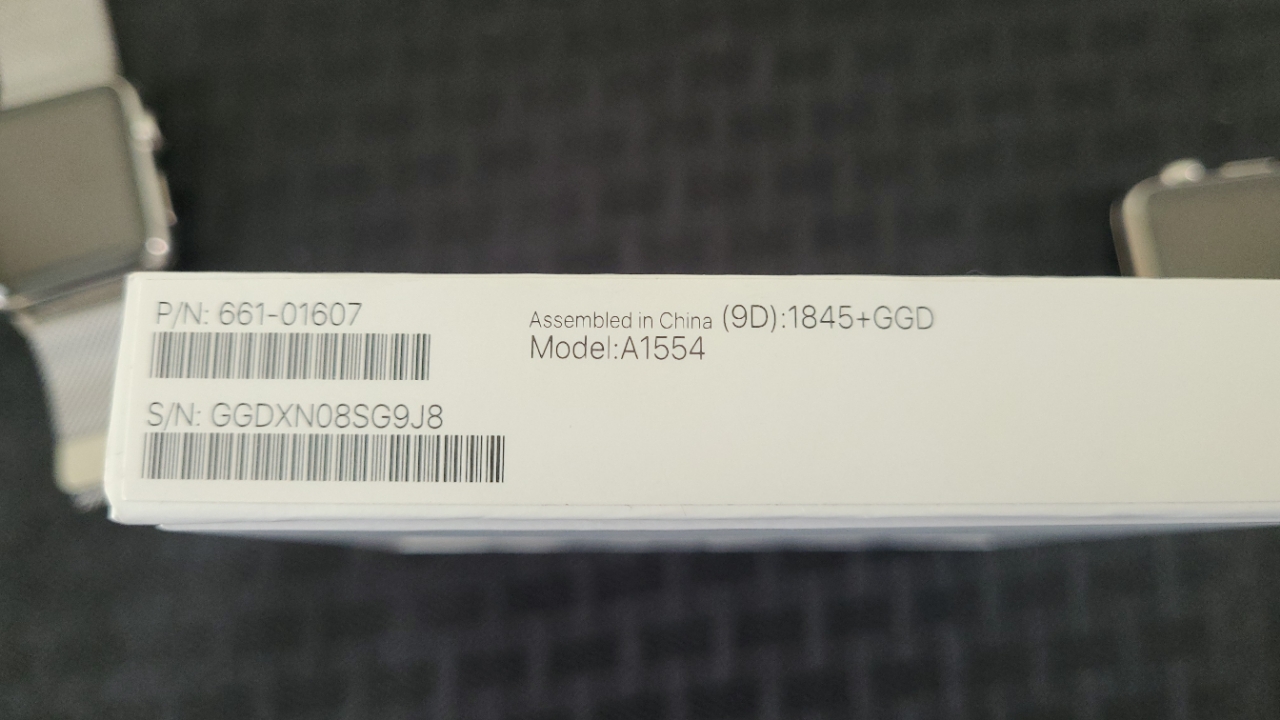 P/N: 661-01607
S/N: GGDXN08SG9J8
Assembled in China (9D):1845+GGD
Model:A1554